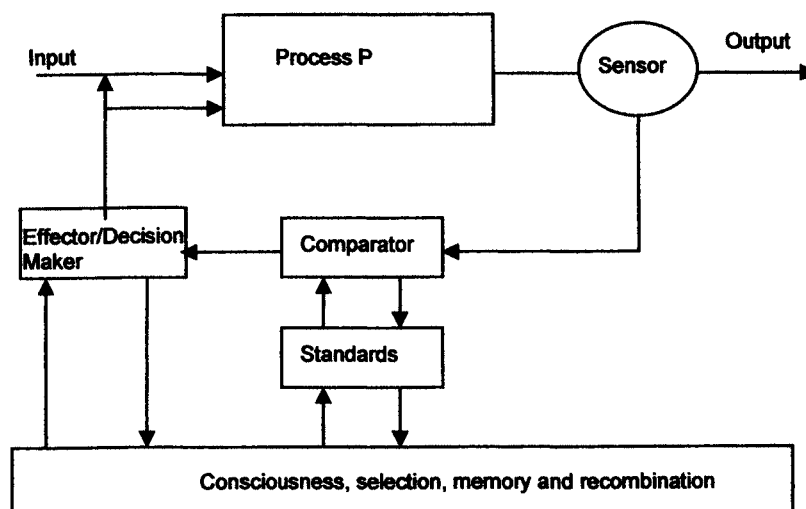 Input
Process P
Sensor
Output
Effector/Decision
Maker
Comparator
Standards
Consciousness, selection, memory and recombination